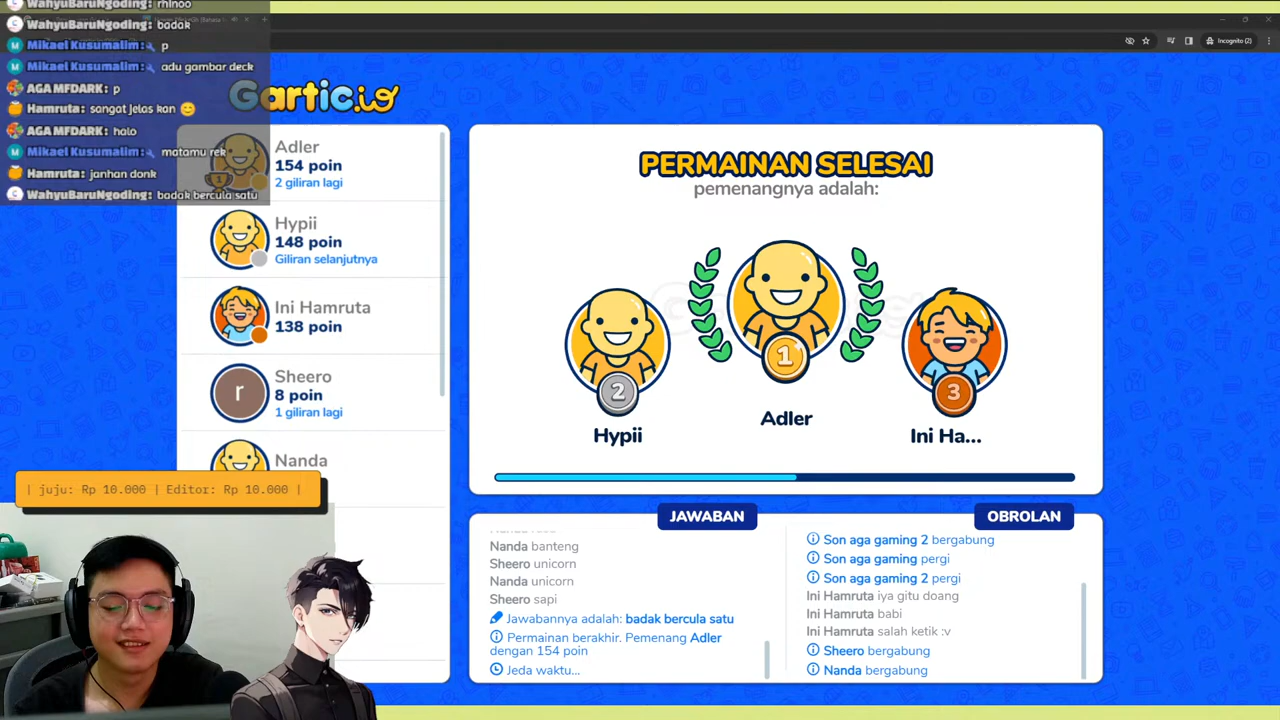 WahyuBaruNgoding: rhinoo
WahyuBaruNgoding: badak
Mikael Kusumalim: p
Mikael Kusumalim: adu gambar deck
AGA MFDARK: p
Hamruta: sangat jelas kan 😊
AGA MFDARK: halo
Mikael Kusumalim: matamu rek
Hamruta: janhan donk
WahyuBaruNgoding: badak bercula satu
Incognito (2)
Gartic.io
Adler
154 poin
2 giliran lagi
Hypii
148 poin
Giliran selanjutnya
Ini Hamruta
138 poin
r
Sheero
8 poin
1 giliran lagi
Nanda
PERMAINAN SELESAI
pemenangnya adalah:
1
2
3
Adler
Hypii
Ini Ha...
| juju: Rp 10.000 | Editor: Rp 10.000 |
JAWABAN
Nanda banteng
Sheero unicorn
Nanda unicorn
Sheero sapi
Jawabannya adalah: badak bercula satu
Permainan berakhir. Pemenang Adler
dengan 154 poin
Jeda waktu...
OBROLAN
Son aga gaming 2 bergabung
Son aga gaming pergi
Son aga gaming 2 pergi
Ini Hamruta iya gitu doang
Ini Hamruta babi
Ini Hamruta salah ketik :v
Sheero bergabung
Nanda bergabung